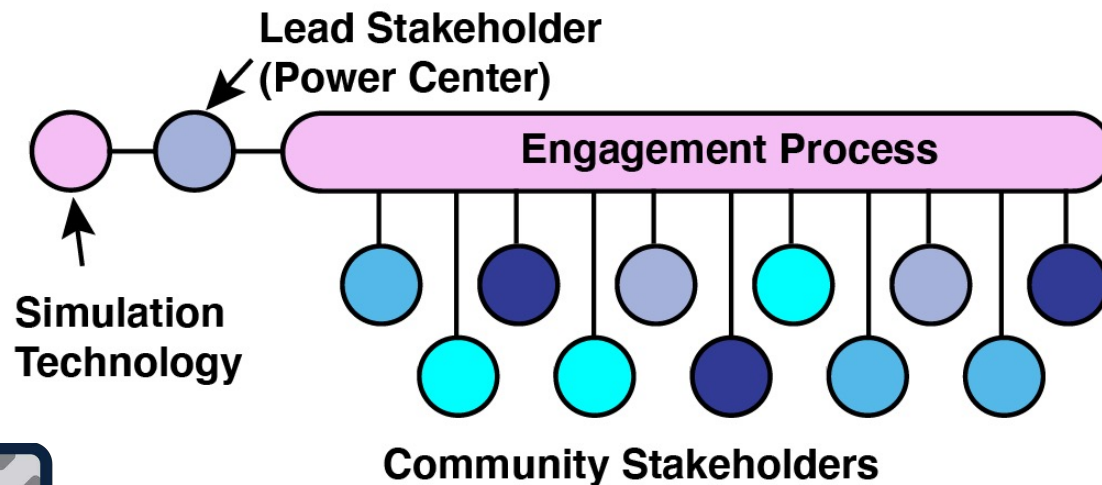 Lead Stakeholder
(Power Center)
Engagement Process
Simulation
Technology
Community Stakeholders